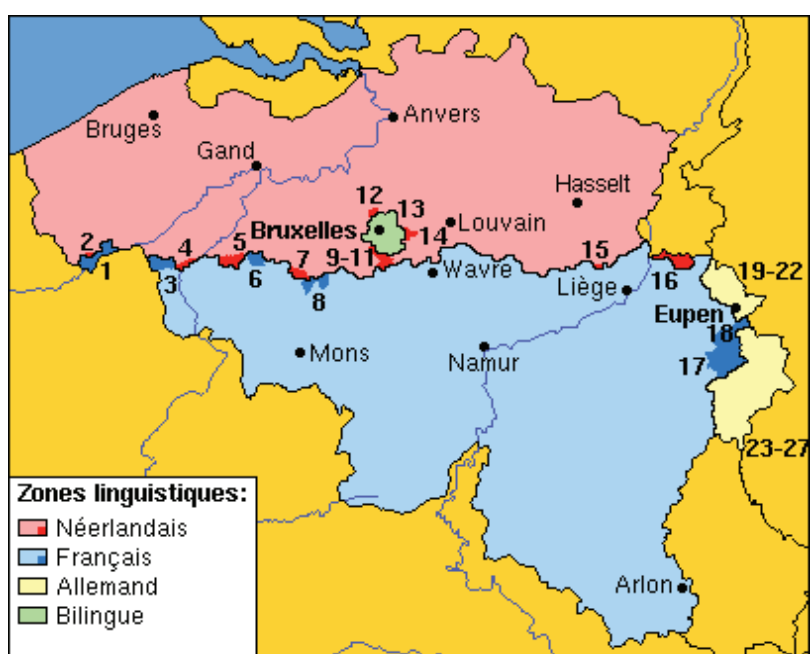 Bruges
Anvers
Gand
Hasselt
12
13
Bruxelles
Louvain
14
2
1
3
4
5
6
7
8
9-11
Wavre
15
16
Liège
19-22
Eupen
18
17
Mons
Namur
23-27
Arlon
Zones linguistiques:
Néerlandais
Français
Allemand
Bilingue